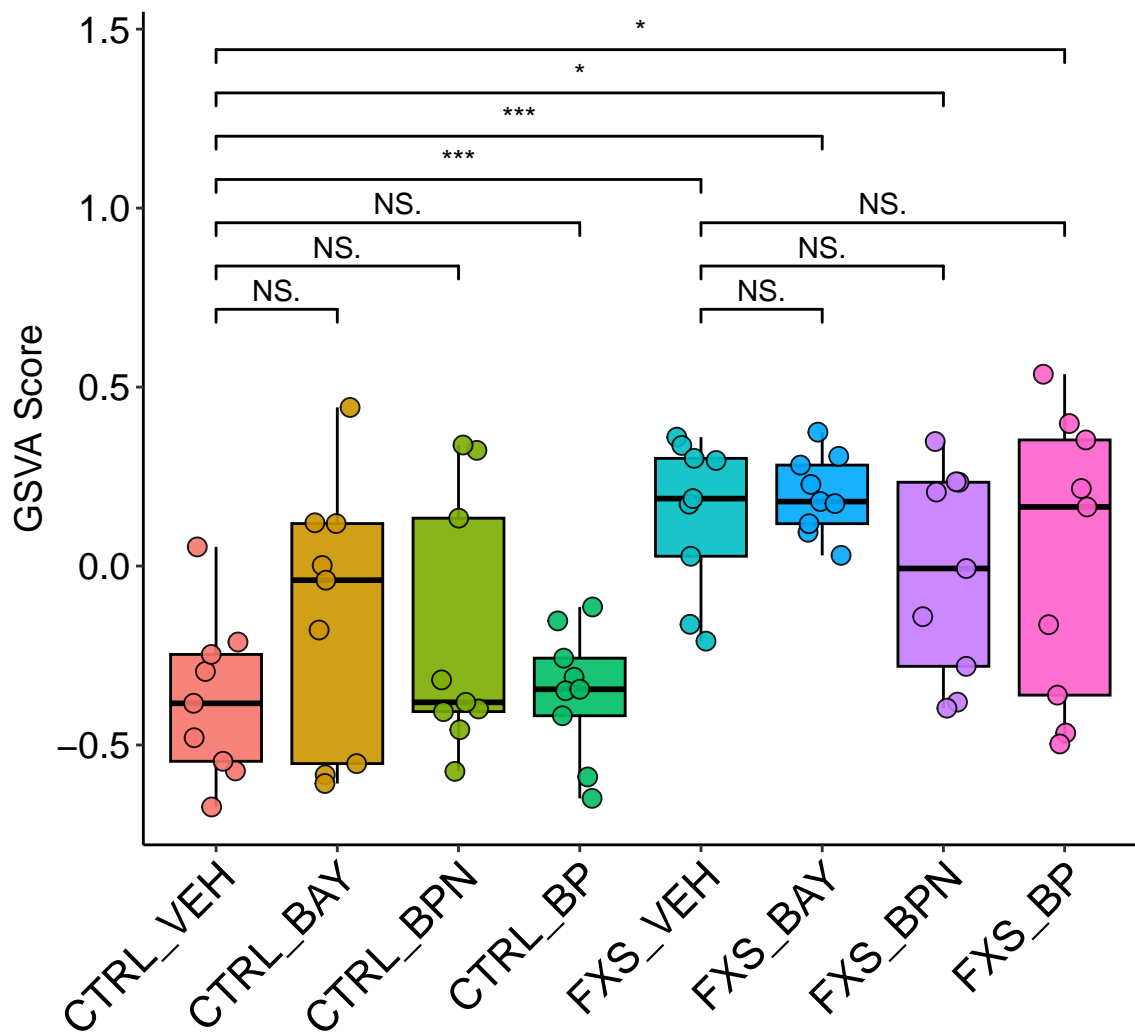 1.5
*
*
***
***
1.0
NS.
NS.
NS.
NS.
NS.
NS.
0.5
GSVA Score
0.0
−0.5
CTRL_VEH
CTRL_BAY
CTRL_BPN
CTRL_BP
FXS_VEH
FXS_BAY
FXS_BPN
FXS_BP